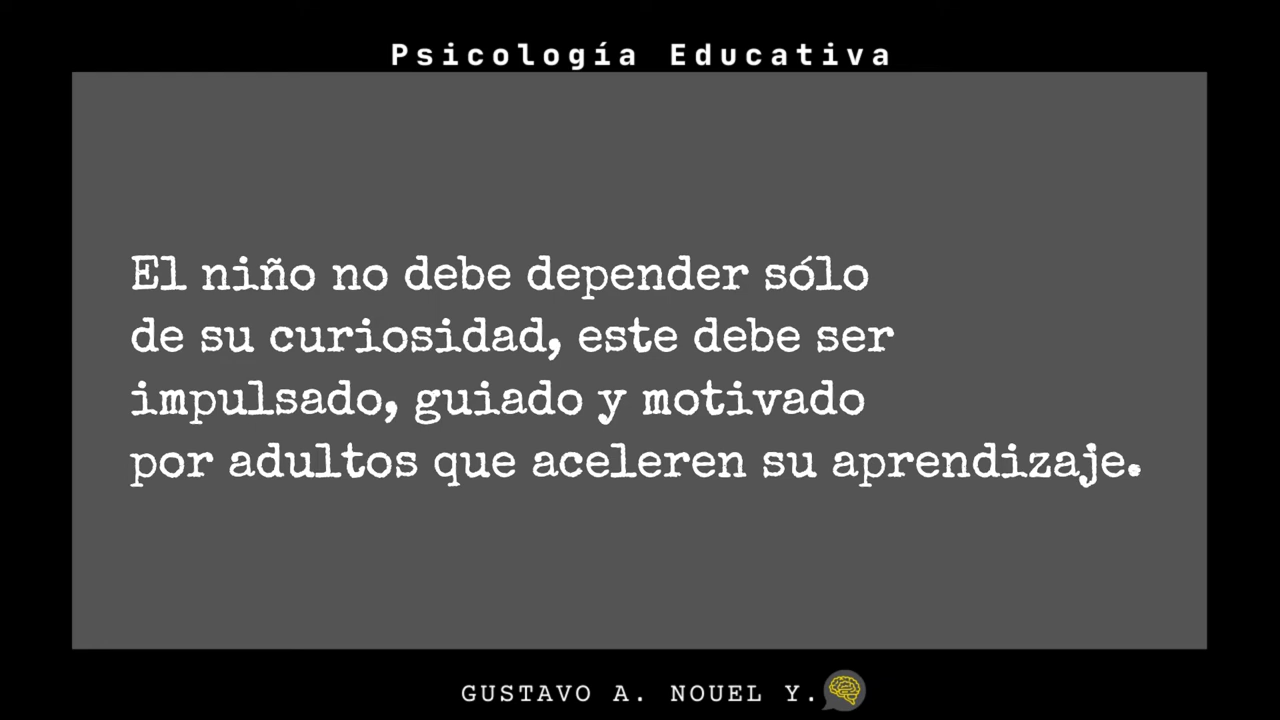 Psicología Educativa
El niño no debe depender sólo
de su curiosidad, este debe ser
impulsado, guiado y motivado
por adultos que aceleren su aprendizaje.
GUSTAVO A. NOUEL Y.